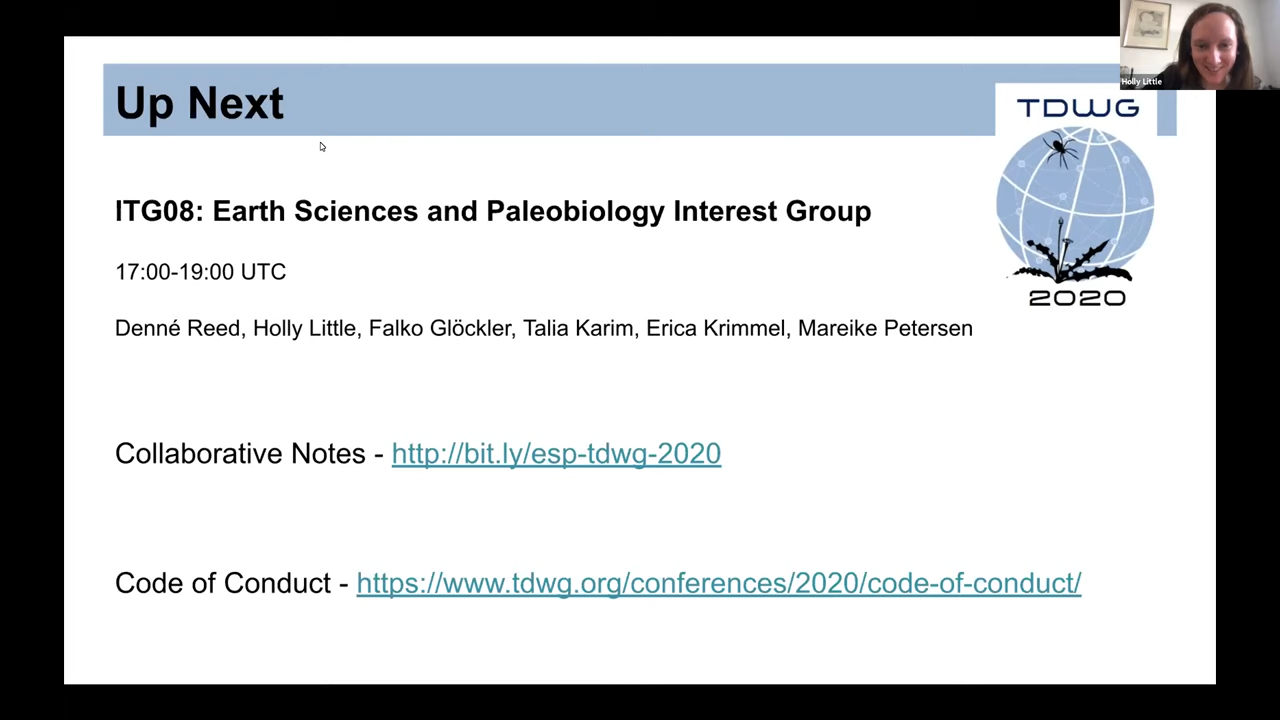 Up Next
Holly Little
TDWG
2020
ITG08: Earth Sciences and Paleobiology Interest Group
17:00-19:00 UTC
Denné Reed, Holly Little, Falko Glöckler, Talia Karim, Erica Krimmel, Mareike Petersen
Collaborative Notes - http://bit.ly/esp-tdwg-2020
Code of Conduct - https://www.tdwg.org/conferences/2020/code-of-conduct/